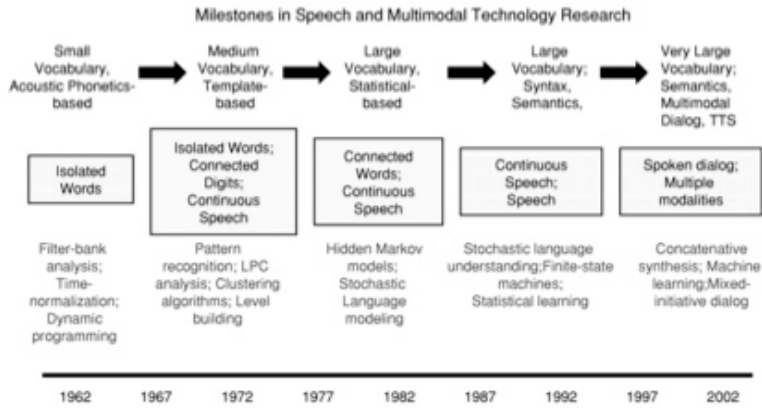 Milestones in Speech and Multimodal Technology Research
Small
Vocabulary,
Acoustic Phonetics-
based
Medium
Vocabulary,
Template-
based
Large
Vocabulary,
Statistical-
based
Large
Vocabulary;
Syntax,
Semantics,
Very Large
Vocabulary;
Semantics,
Multimodal
Dialog, TTS
Isolated
Words
Isolated Words;
Connected
Digits;
Continuous
Speech
Connected
Words;
Continuous
Speech
Continuous
Speech;
Speech
Spoken dialog;
Multiple
modalities
Filter-bank
analysis;
Time-
normalization;
Dynamic
programming
Pattern
recognition; LPC
analysis; Clustering
algorithms; Level
building
Hidden Markov
models;
Stochastic
Language
modeling
Stochastic language
understanding;Finite-state
machines;
Statistical learning
Concatenative
synthesis; Machine
learning;Mixed-
initiative dialog
1962 1967 1972 1977 1982 1987 1992 1997 2002